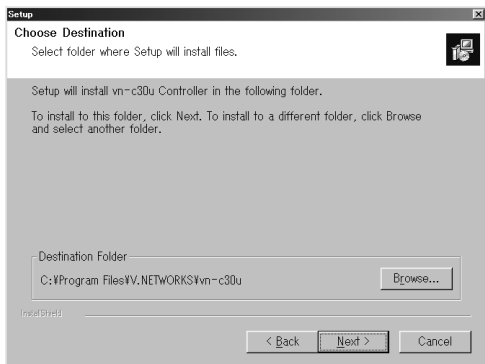 Setup
Choose Destination
Select folder where Setup will install files.
Setup will install vn-c30u Controller in the following folder.
To install to this folder, click Next. To install to a different folder, click Browse
and select another folder.
Destination Folder
C:¥Program Files¥V.NETWORKS¥vn-c30u
Browse...
InstallShield
< Back
Next >
Cancel